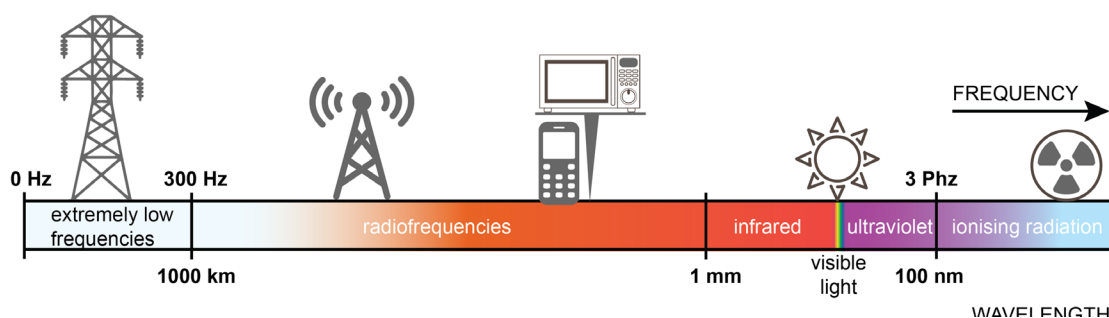 FREQUENCY
0 Hz
300 Hz
3 Phz
extremely low
frequencies
radiofrequencies
infrared
ultraviolet
ionising radiation
1000 km
1 mm
visible
light
100 nm
WAVELENGTH